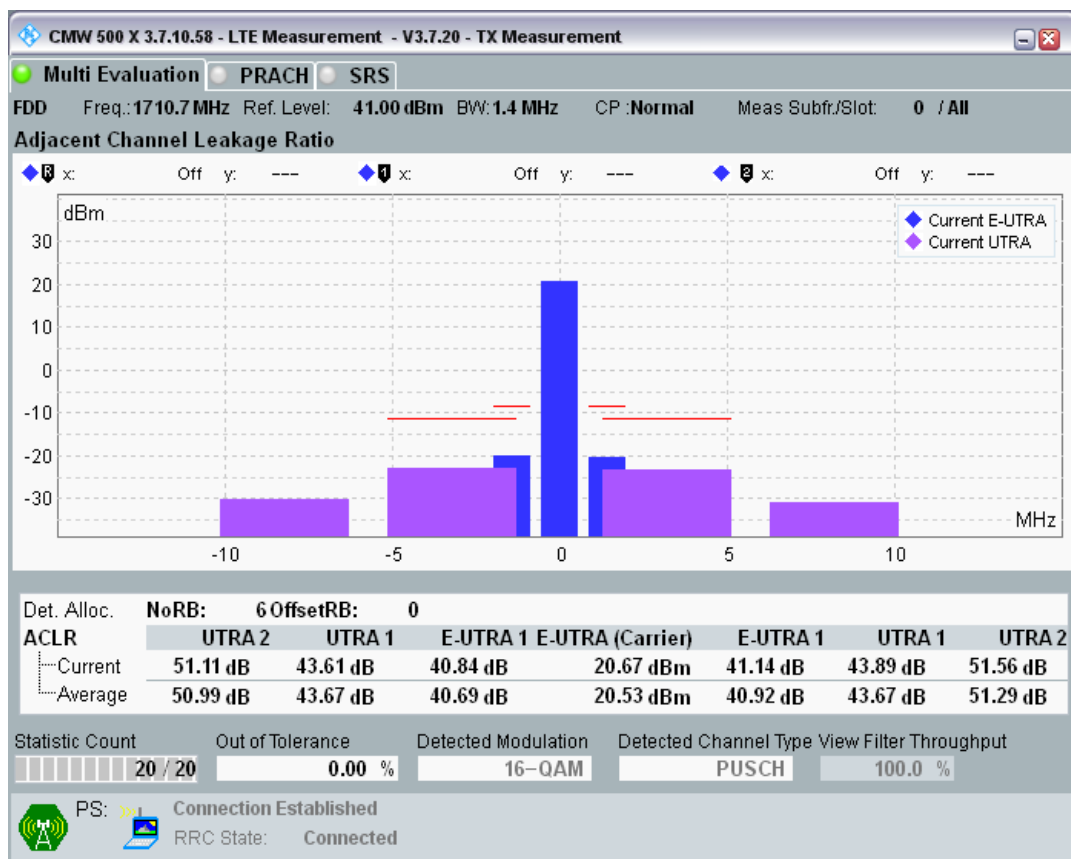 CMW 500 X 3.7.10.58 - LTE Measurement - V3.7.20 - TX Measurement
Multi Evaluation PRACH SRS
FDD Freq.: 1710.7 MHz Ref. Level: 41.00 dBm BW: 1.4 MHz CP :Normal Meas Subfr./Slot: 0 / All
Adjacent Channel Leakage Ratio
R x: Off y: --- 1 x: Off y: --- 2 x: Off y: ---
dBm
Current E-UTRA
Current UTRA
30
20
10
0
-10
-20
-30
MHz
-10 -5 0 5 10
Det. Alloc. NoRB: 6 OffsetRB: 0
ACLR UTRA 2 UTRA 1 E-UTRA 1 E-UTRA (Carrier) E-UTRA 1 UTRA 1 UTRA 2
Current 51.11 dB 43.61 dB 40.84 dB 20.67 dBm 41.14 dB 43.89 dB 51.56 dB
Average 50.99 dB 43.67 dB 40.69 dB 20.53 dBm 40.92 dB 43.67 dB 51.29 dB
Statistic Count Out of Tolerance Detected Modulation Detected Channel Type View Filter Throughput
20 / 20 0.00 % 16-QAM PUSCH 100.0 %
PS: Connection Established
RRC State: Connected